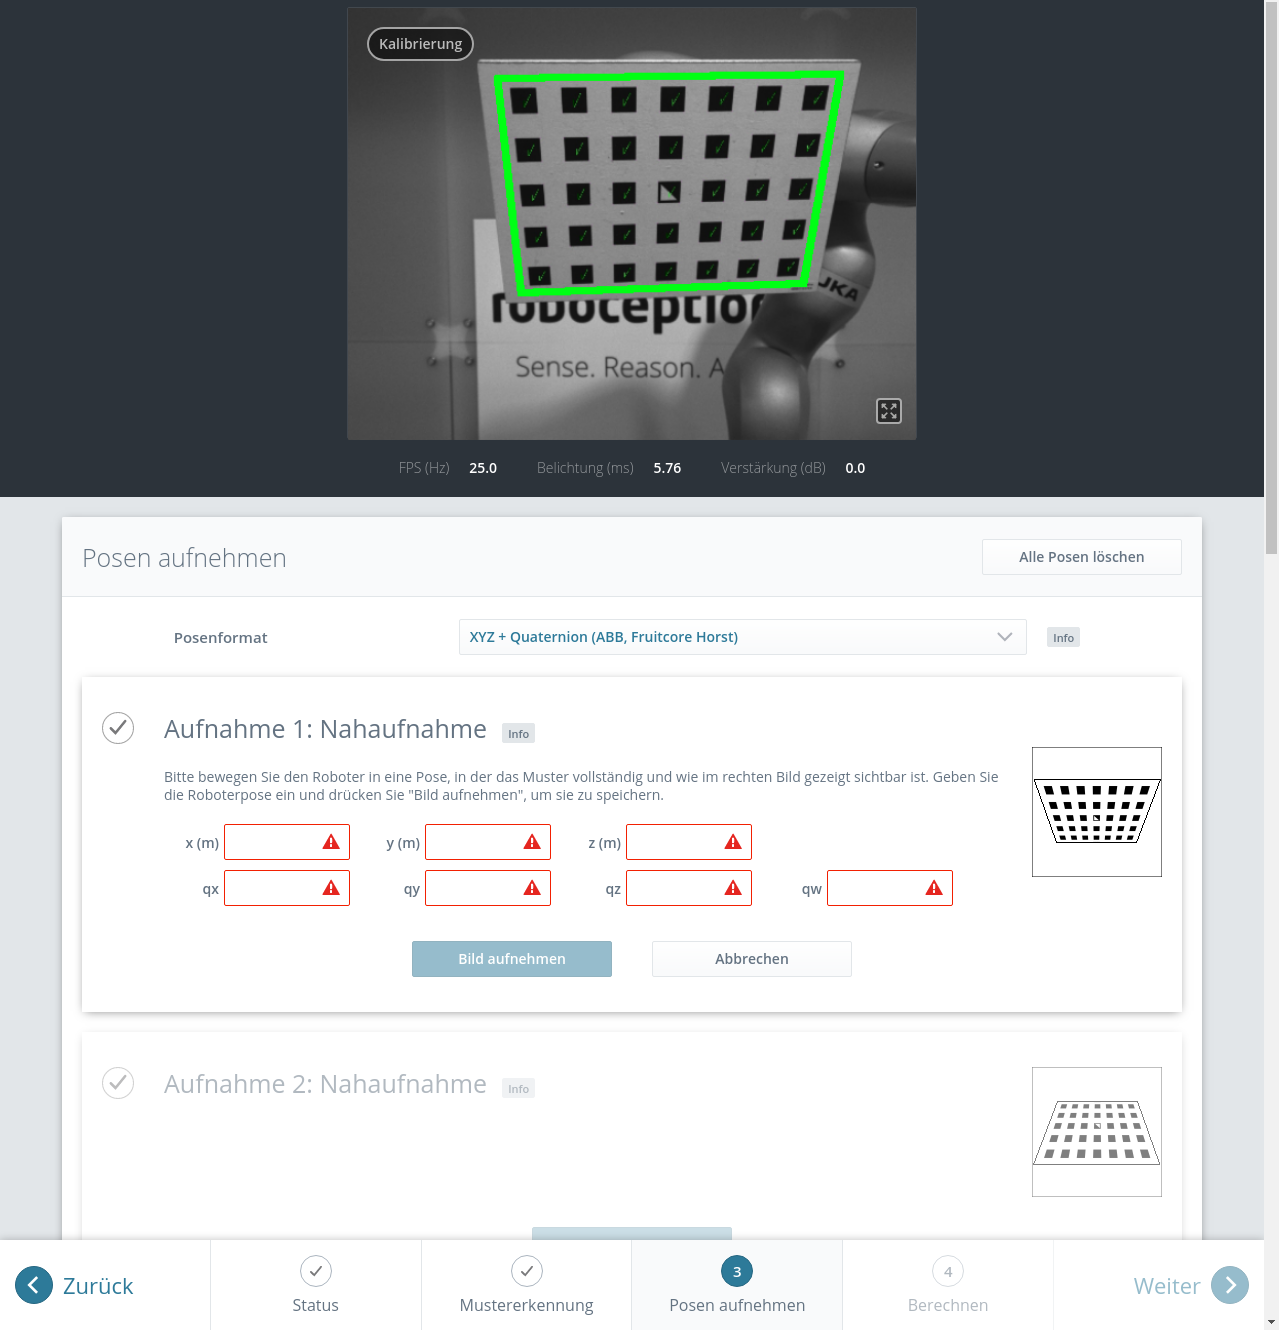 Kalibrierung
JKA
roboception
Sense. Reason. A
FPS (Hz) 25.0 Belichtung (ms) 5.76 Verstärkung (dB) 0.0
Posen aufnehmen
Alle Posen löschen
Posenformat
XYZ + Quaternion (ABB, Fruitcore Horst)
Info
Aufnahme 1: Nahaufnahme Info
Bitte bewegen Sie den Roboter in eine Pose, in der das Muster vollständig und wie im rechten Bild gezeigt sichtbar ist. Geben Sie
die Roboterpose ein und drücken Sie "Bild aufnehmen", um sie zu speichern.
x (m) y (m) z (m)
qx qy qz qw
Bild aufnehmen Abbrechen
Aufnahme 2: Nahaufnahme Info
Zurück
Status
Mustererkennung
3
Posen aufnehmen
4
Berechnen
Weiter